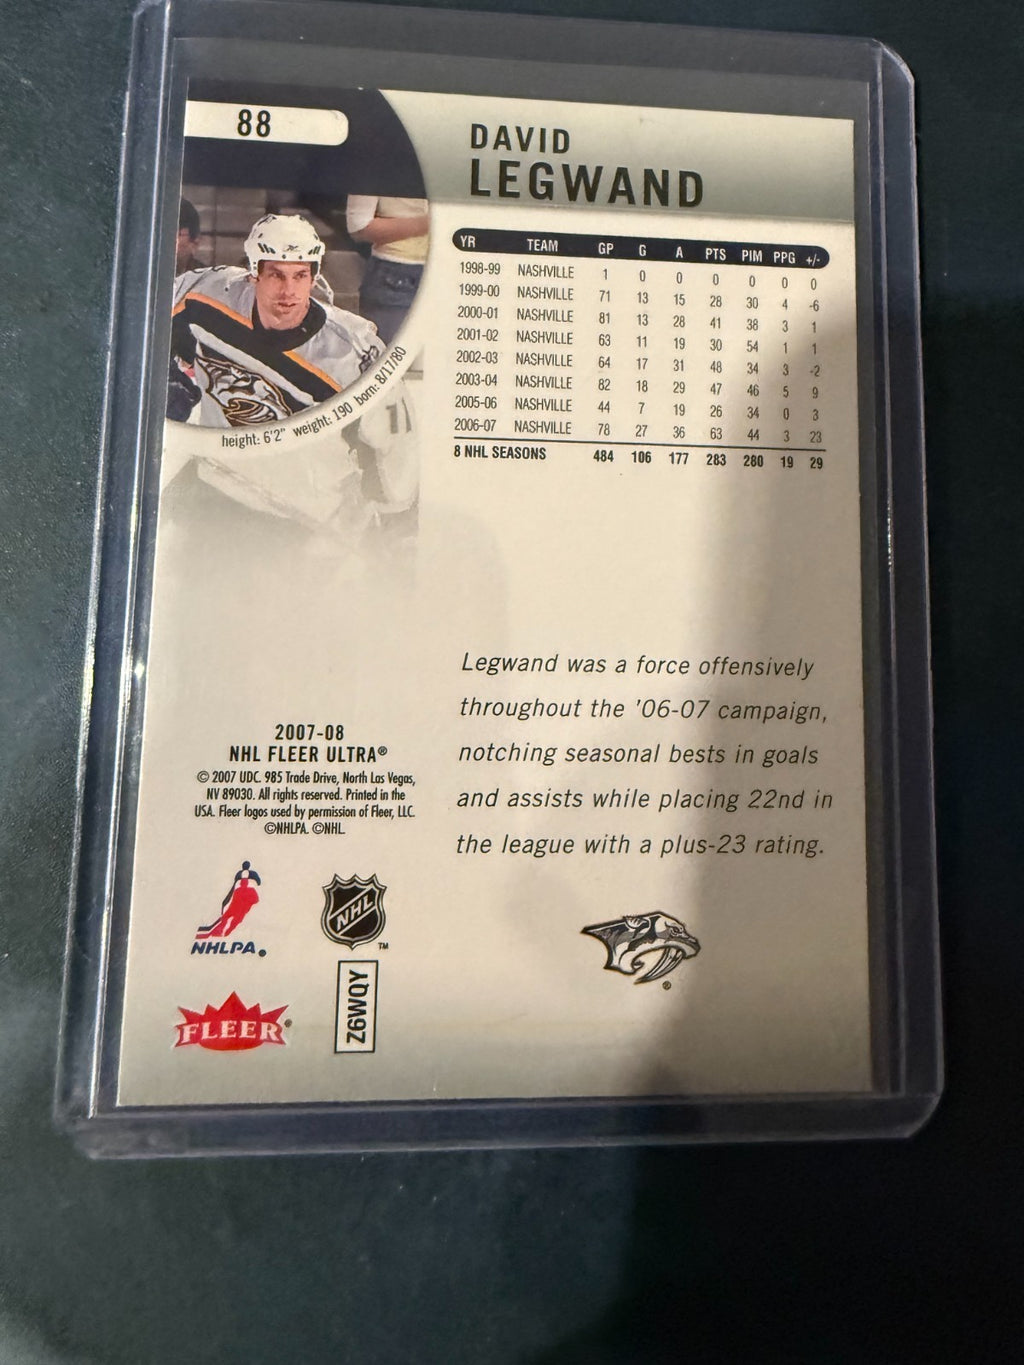 88
DAVID
LEGWAND
YR TEAM GP G A PTS PIM PPG +/-
1998-99 NASHVILLE 1 0 0 0 0 0 0
1999-00 NASHVILLE 71 13 15 28 30 4 -6
2000-01 NASHVILLE 81 13 28 41 38 3 1
2001-02 NASHVILLE 63 11 19 30 54 1 1
2002-03 NASHVILLE 64 17 31 48 34 3 -2
2003-04 NASHVILLE 82 18 29 47 46 5 9
2005-06 NASHVILLE 44 7 19 26 34 0 3
2006-07 NASHVILLE 78 27 36 63 44 3 23
8 NHL SEASONS 484 106 177 283 280 19 29
height: 6'2" weight: 190 born: 8/17/80
11
Legwand was a force offensively
throughout the '06-07 campaign,
notching seasonal bests in goals
and assists while placing 22nd in
the league with a plus-23 rating.
2007-08
NHL FLEER ULTRA®
© 2007 UDC. 985 Trade Drive, North Las Vegas,
NV 89030. All rights reserved. Printed in the
USA. Fleer logos used by permission of Fleer, LLC.
©NHLPA. ©NHL.
NHLPA®
NHL™
FLEER®
Z6WQY
®